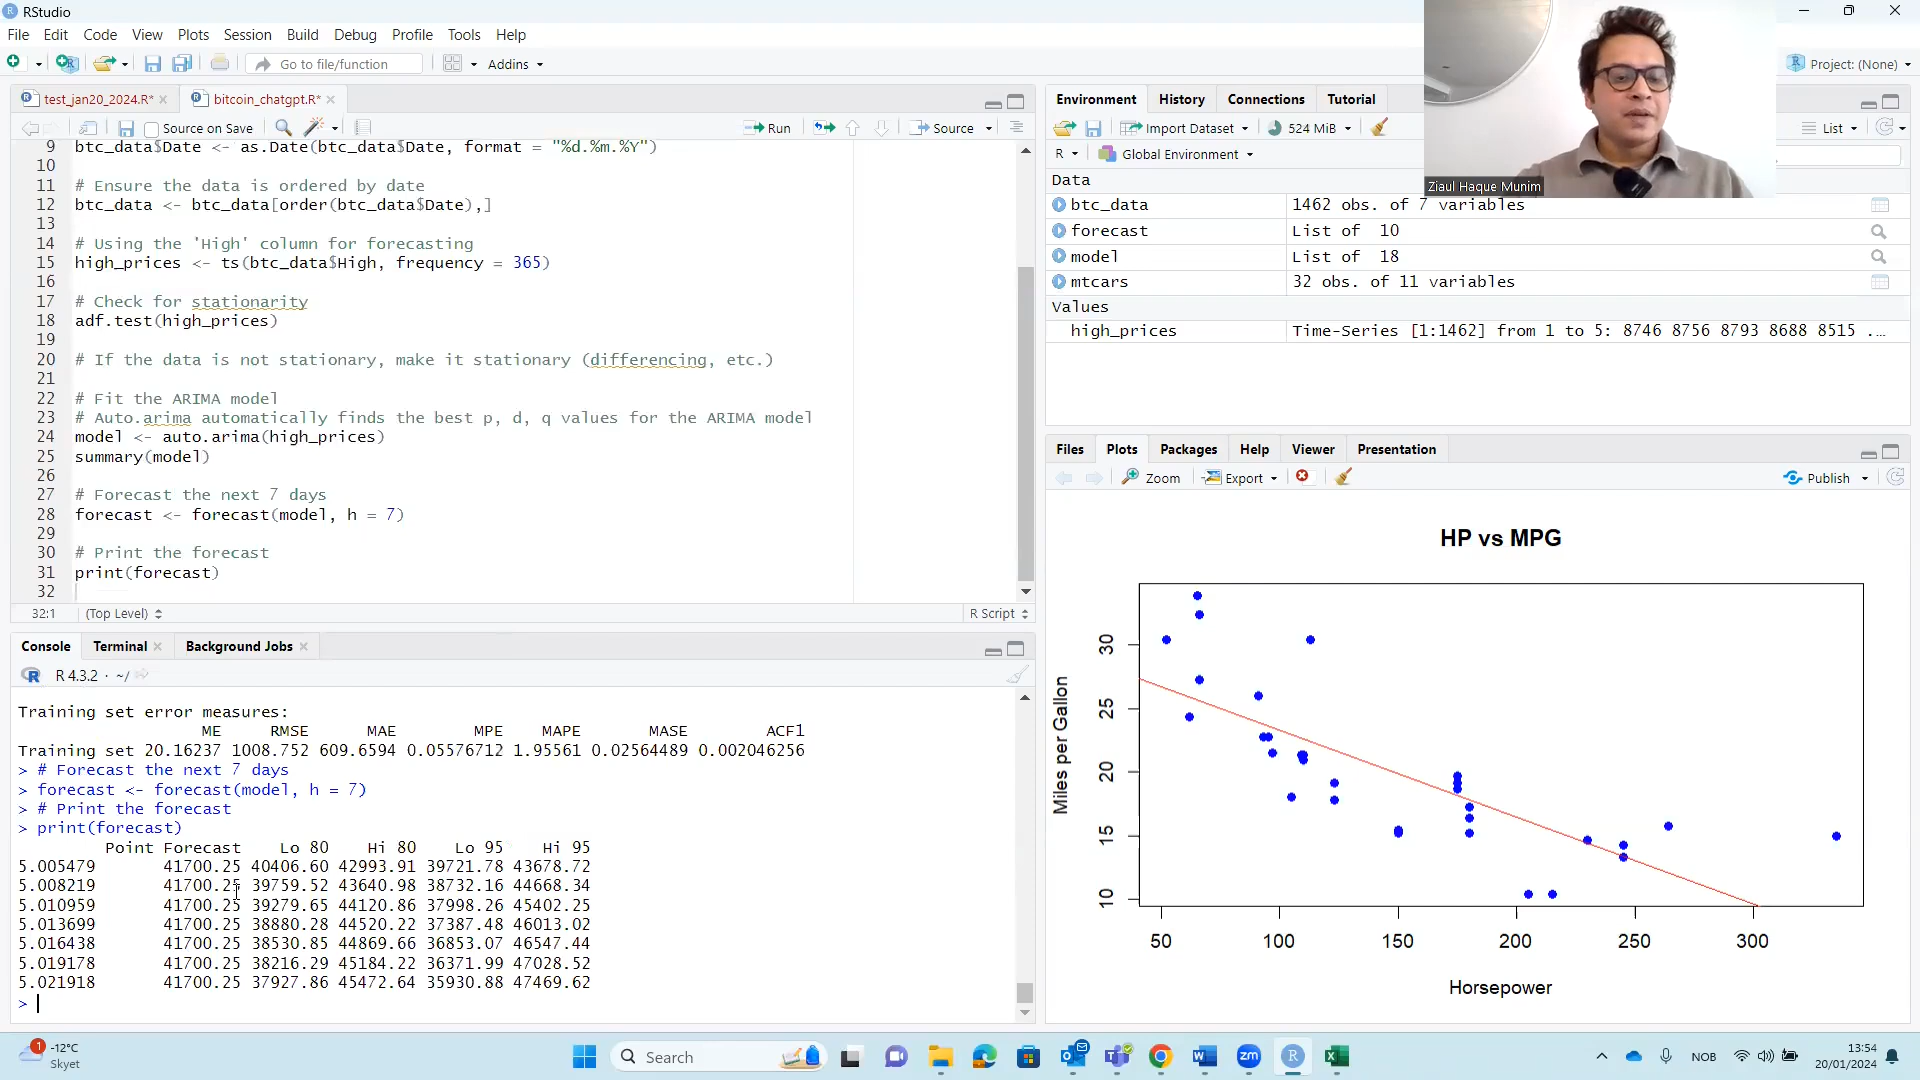 RStudio
File Edit Code View Plots Session Build Debug Profile Tools Help
Go to file/function Addins Project: (None)
test_jan20_2024.R* bitcoin_chatgpt.R*
Source on Save Run Source
9 btc_data$Date <- as.Date(btc_data$Date, format = "%d.%m.%Y")
10
11 # Ensure the data is ordered by date
12 btc_data <- btc_data[order(btc_data$Date),]
13
14 # Using the 'High' column for forecasting
15 high_prices <- ts(btc_data$High, frequency = 365)
16
17 # Check for stationarity
18 adf.test(high_prices)
19
20 # If the data is not stationary, make it stationary (differencing, etc.)
21
22 # Fit the ARIMA model
23 # Auto.arima automatically finds the best p, d, q values for the ARIMA model
24 model <- auto.arima(high_prices)
25 summary(model)
26
27 # Forecast the next 7 days
28 forecast <- forecast(model, h = 7)
29
30 # Print the forecast
31 print(forecast)
32
32:1 (Top Level) R Script
Console Terminal Background Jobs
R 4.3.2 · ~/
Training set error measures:
ME RMSE MAE MPE MAPE MASE ACF1
Training set 20.16237 1008.752 609.6594 0.05576712 1.95561 0.02564489 0.002046256
> # Forecast the next 7 days
> forecast <- forecast(model, h = 7)
> # Print the forecast
> print(forecast)
Point Forecast Lo 80 Hi 80 Lo 95 Hi 95
5.005479 41700.25 40406.60 42993.91 39721.78 43678.72
5.008219 41700.25 39759.52 43640.98 38732.16 44668.34
5.010959 41700.25 39279.65 44120.86 37998.26 45402.25
5.013699 41700.25 38880.28 44520.22 37387.48 46013.02
5.016438 41700.25 38530.85 44869.66 36853.07 46547.44
5.019178 41700.25 38216.29 45184.22 36371.99 47028.52
5.021918 41700.25 37927.86 45472.64 35930.88 47469.62
>
Environment History Connections Tutorial
Import Dataset 524 MiB List
R Global Environment
Ziaul Haque Munim
Data
btc_data 1462 obs. of 7 variables
forecast List of 10
model List of 18
mtcars 32 obs. of 11 variables
Values
high_prices Time-Series [1:1462] from 1 to 5: 8746 8756 8793 8688 8515 ...
Files Plots Packages Help Viewer Presentation
Zoom Export Publish
HP vs MPG
Miles per Gallon
30
25
20
15
10
50 100 150 200 250 300
Horsepower
1
-12°C
Skyet
Search
zm
NOB
13:54
20/01/2024